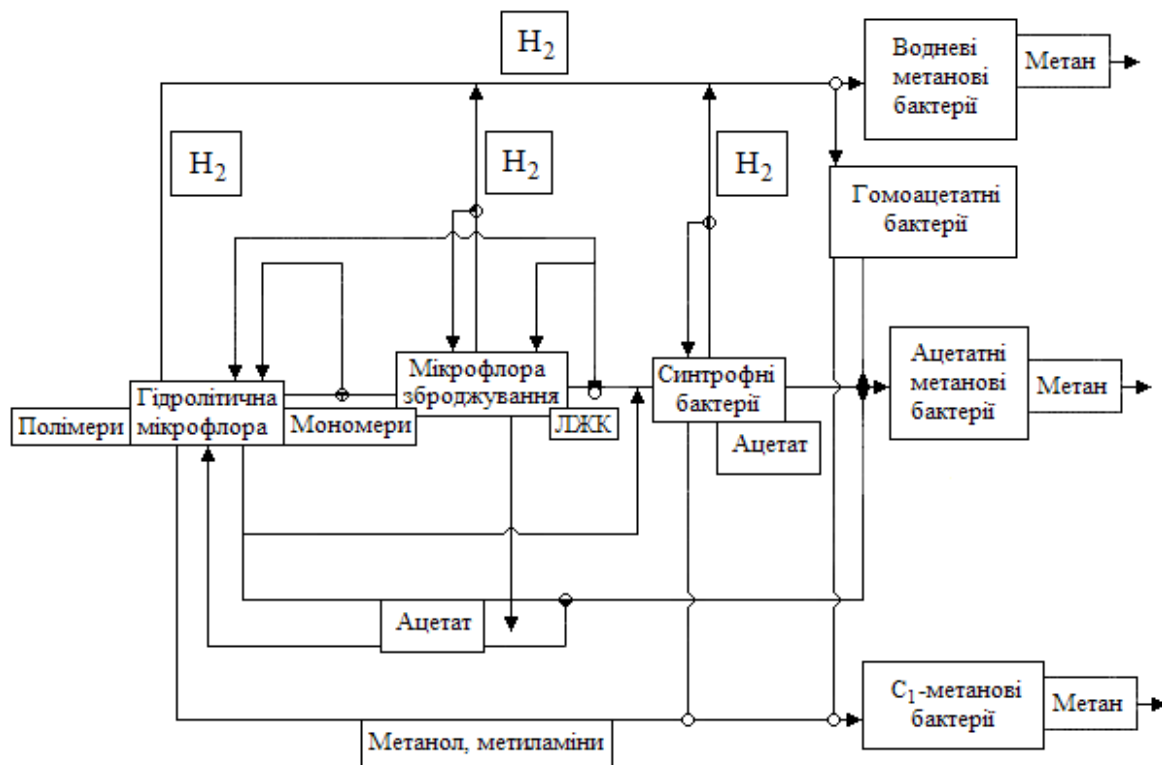 H₂
Водневі
метанові
бактерії
Метан
H₂
H₂
H₂
Гомоацетатні
бактерії
Полімери
Гідролітична
мікрофлора
Мономери
Мікрофлора
зброджування
ЛЖК
Синтрофні
бактерії
Ацетат
Ацетатні
метанові
бактерії
Метан
Ацетат
Метанол, метиламіни
C₁-метанові
бактерії
Метан